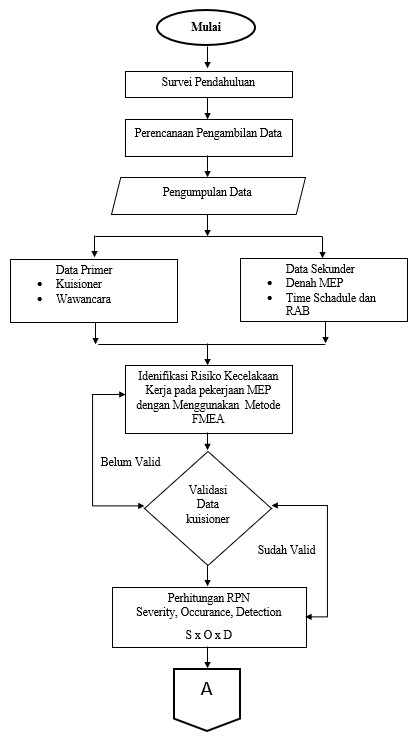 Mulai
Survei Pendahuluan
Perencanaan Pengambilan Data
Pengumpulan Data
Data Primer
• Kuisioner
• Wawancara
Data Sekunder
• Denah MEP
• Time Schadule dan
RAB
Idenifikasi Risiko Kecelakaan
Kerja pada pekerjaan MEP
dengan Menggunakan Metode
FMEA
Belum Valid
Validasi
Data
kuisioner
Sudah Valid
Perhitungan RPN
Severity, Occurance, Detection
S x O x D
A